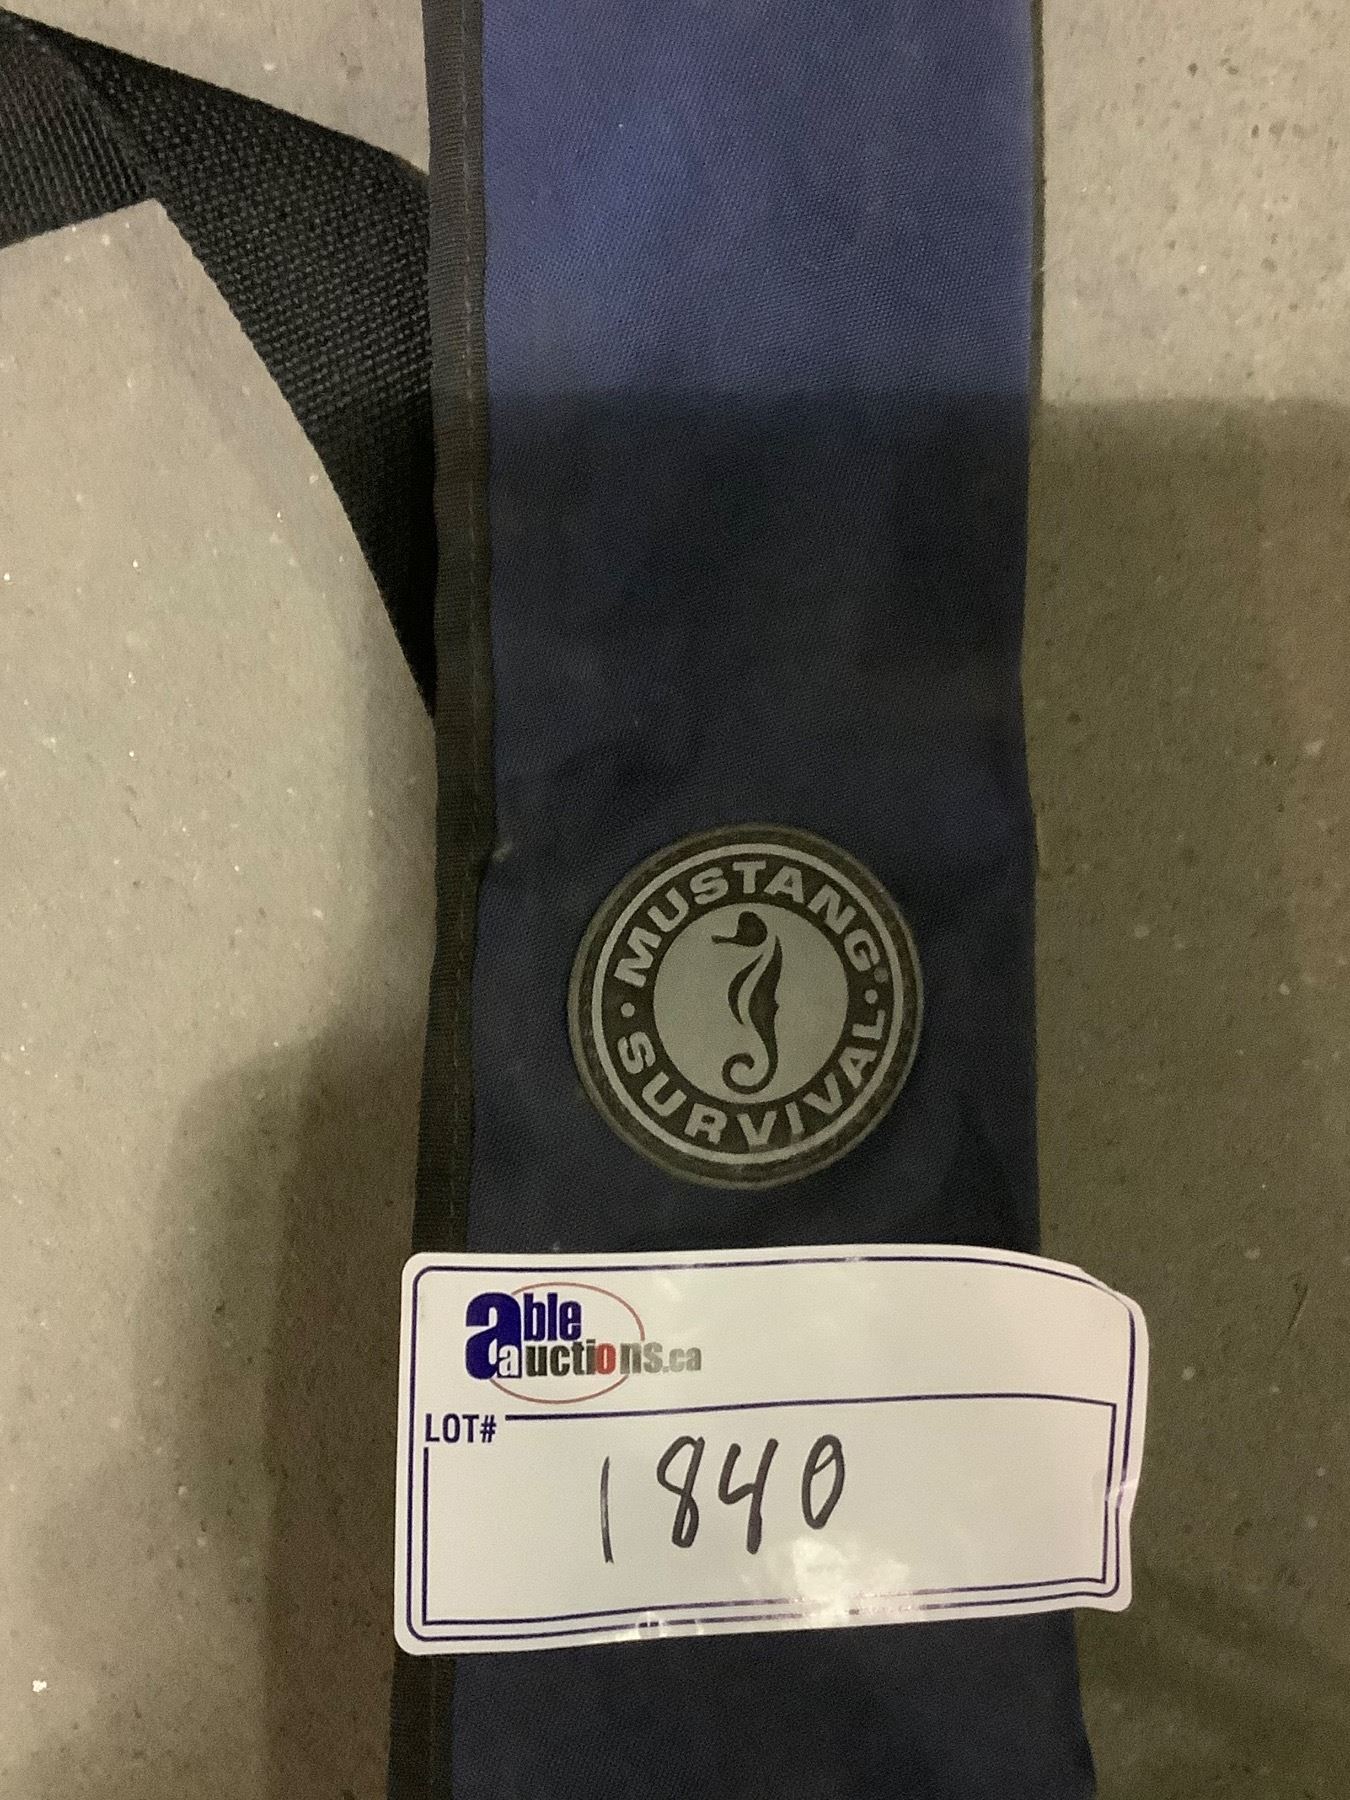 MUSTANG®
SURVIVAL
able
auctions.ca
LOT#
1840